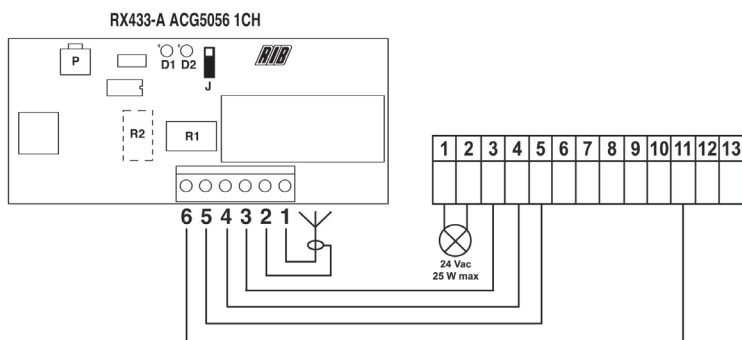 RX433-A ACG5056 1CH
P
D1 D2
RIB
J
R2
R1
6 5 4 3 2 1
1 2 3 4 5 6 7 8 9 10 11 12 13
24 Vac
25 W max